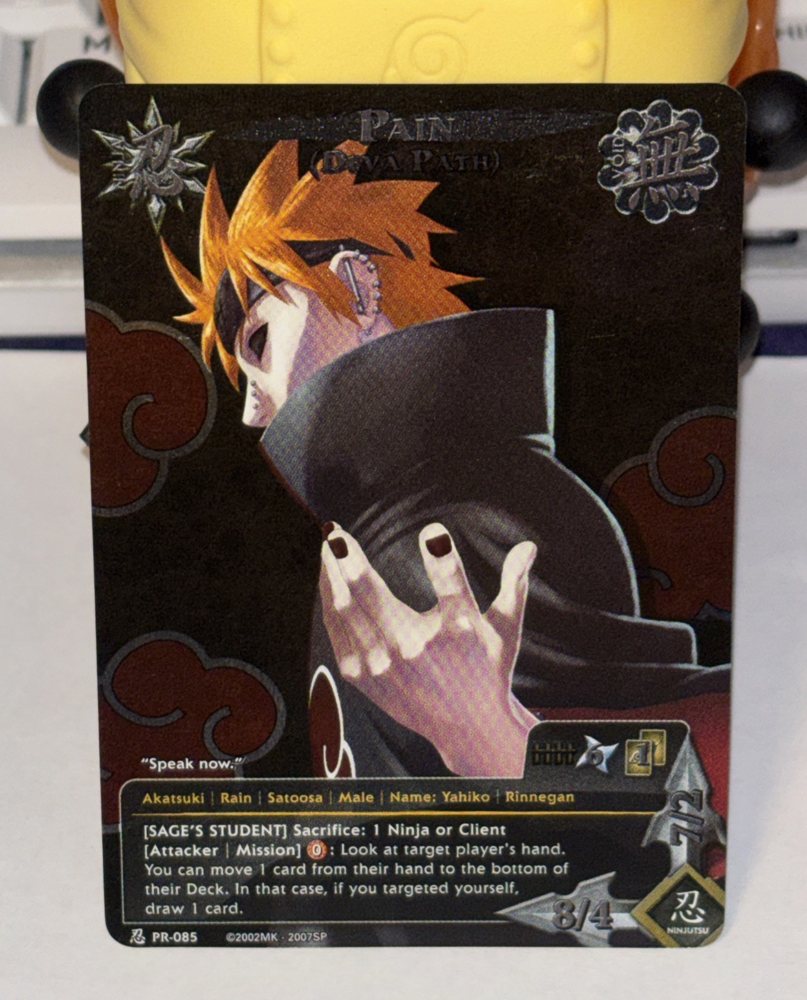 PAIN
(DEVA PATH)
忍
VOID
無
"Speak now."
6
1
Akatsuki | Rain | Satoosa | Male | Name: Yahiko | Rinnegan
[SAGE'S STUDENT] Sacrifice: 1 Ninja or Client
[Attacker | Mission] 0 : Look at target player's hand.
You can move 1 card from their hand to the bottom of
their Deck. In that case, if you targeted yourself,
draw 1 card.
7/2
8/4
忍
NINJUTSU
忍 PR-085 ©2002MK · 2007SP